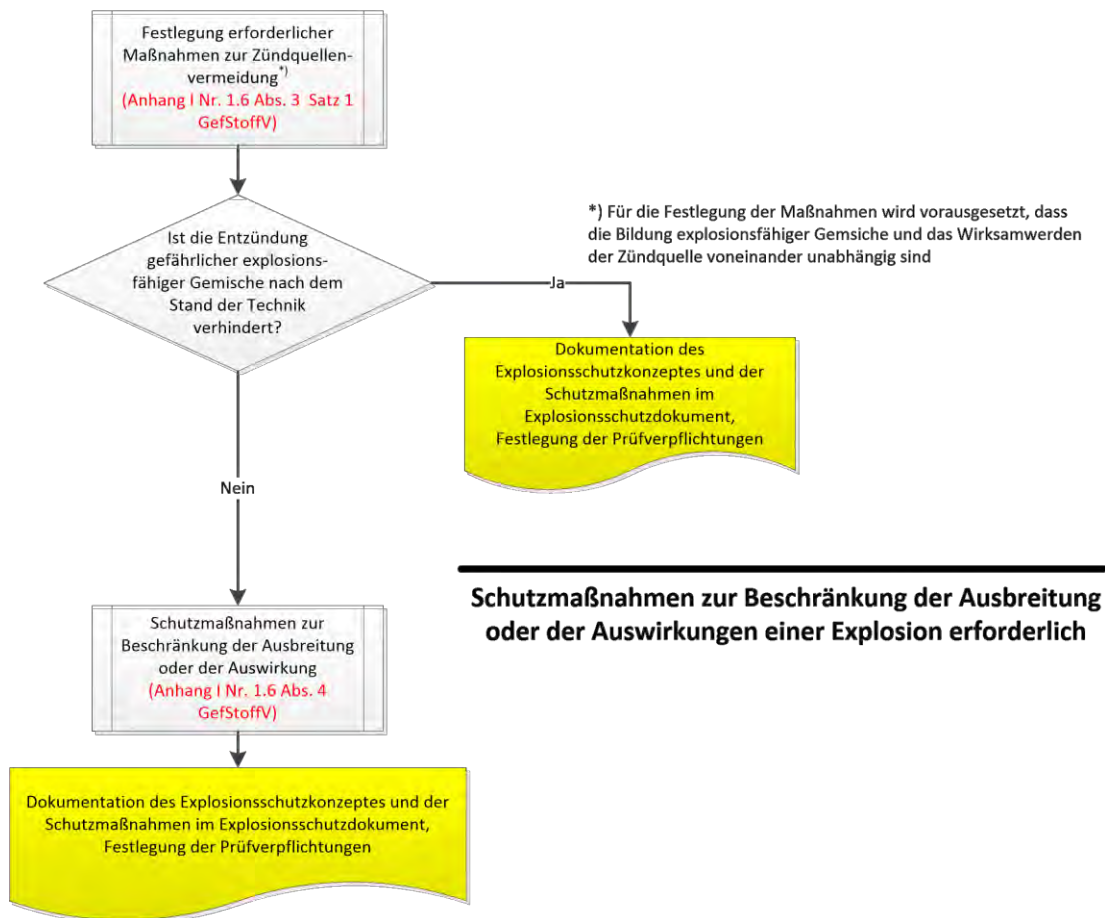 Festlegung erforderlicher
Maßnahmen zur Zündquellen-
vermeidung*)
(Anhang I Nr. 1.6 Abs. 3 Satz 1
GefStoffV)
Ist die Entzündung
gefährlicher explosions-
fähiger Gemische nach dem
Stand der Technik
verhindert?
*) Für die Festlegung der Maßnahmen wird vorausgesetzt, dass
die Bildung explosionsfähiger Gemsiche und das Wirksamwerden
der Zündquelle voneinander unabhängig sind
Ja
Dokumentation des
Explosionsschutzkonzeptes und der
Schutzmaßnahmen im
Explosionsschutzdokument,
Festlegung der Prüfverpflichtungen
Nein
Schutzmaßnahmen zur Beschränkung der Ausbreitung
oder der Auswirkungen einer Explosion erforderlich
Schutzmaßnahmen zur
Beschränkung der Ausbreitung
oder der Auswirkung
(Anhang I Nr. 1.6 Abs. 4
GefStoffV)
Dokumentation des Explosionsschutzkonzeptes und der
Schutzmaßnahmen im Explosionsschutzdokument,
Festlegung der Prüfverpflichtungen